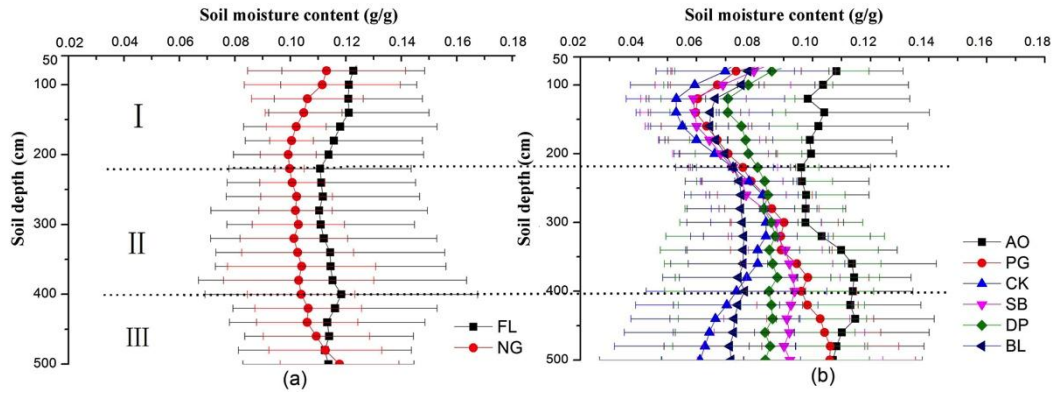 Soil moisture content (g/g)
0.02 0.04 0.06 0.08 0.10 0.12 0.14 0.16 0.18
50
100
200
300
400
500
Soil depth (cm)
I
II
III
FL
NG
(a)
Soil moisture content (g/g)
0.02 0.04 0.06 0.08 0.10 0.12 0.14 0.16 0.18
50
100
200
300
400
500
Soil depth (cm)
AO
PG
CK
SB
DP
BL
(b)